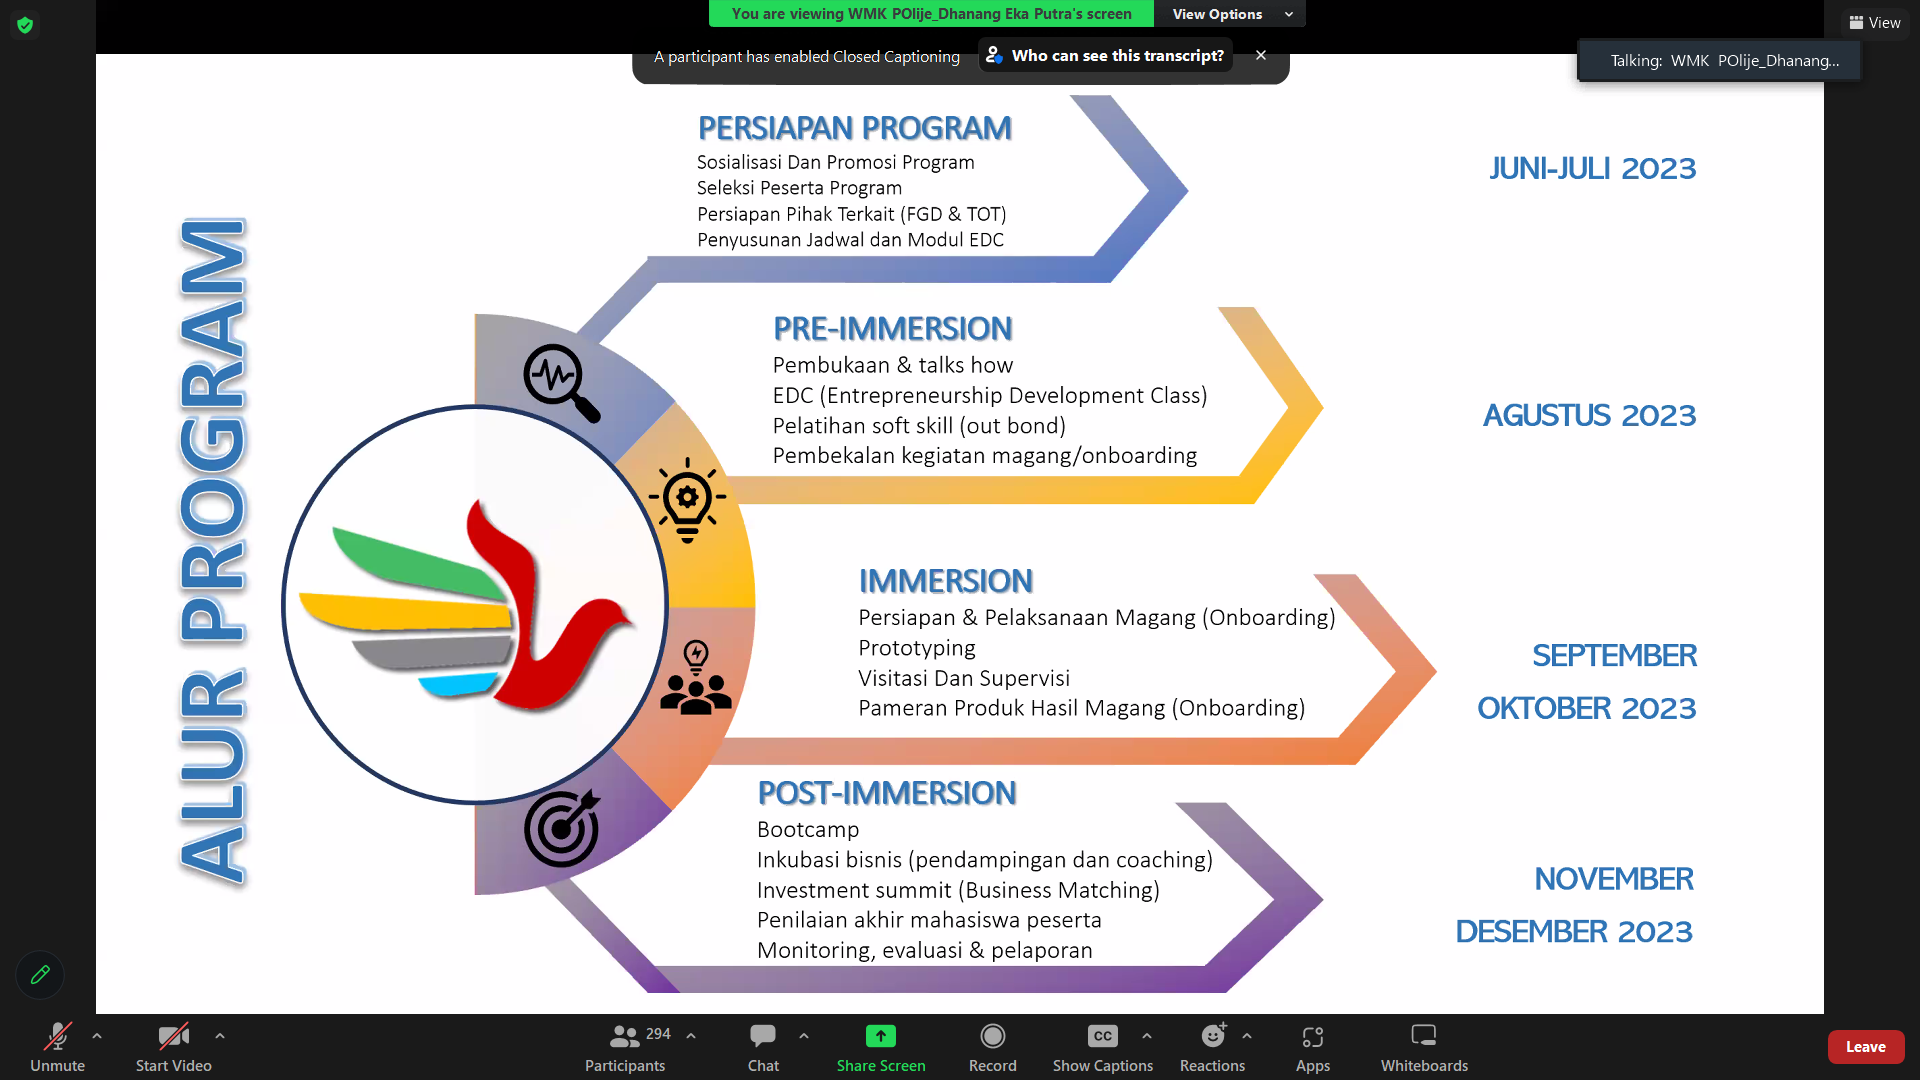 You are viewing WMK POlije_Dhanang Eka Putra's screen
View Options
View
A participant has enabled Closed Captioning
Who can see this transcript?
Talking: WMK POlije_Dhanang...
ALUR PROGRAM
PERSIAPAN PROGRAM
Sosialisasi Dan Promosi Program
Seleksi Peserta Program
Persiapan Pihak Terkait (FGD & TOT)
Penyusunan Jadwal dan Modul EDC
JUNI-JULI 2023
PRE-IMMERSION
Pembukaan & talks how
EDC (Entrepreneurship Development Class)
Pelatihan soft skill (out bond)
Pembekalan kegiatan magang/onboarding
AGUSTUS 2023
IMMERSION
Persiapan & Pelaksanaan Magang (Onboarding)
Prototyping
Visitasi Dan Supervisi
Pameran Produk Hasil Magang (Onboarding)
SEPTEMBER
OKTOBER 2023
POST-IMMERSION
Bootcamp
Inkubasi bisnis (pendampingan dan coaching)
Investment summit (Business Matching)
Penilaian akhir mahasiswa peserta
Monitoring, evaluasi & pelaporan
NOVEMBER
DESEMBER 2023
Unmute
Start Video
294
Participants
Chat
Share Screen
Record
CC
Show Captions
Reactions
Apps
Whiteboards
Leave